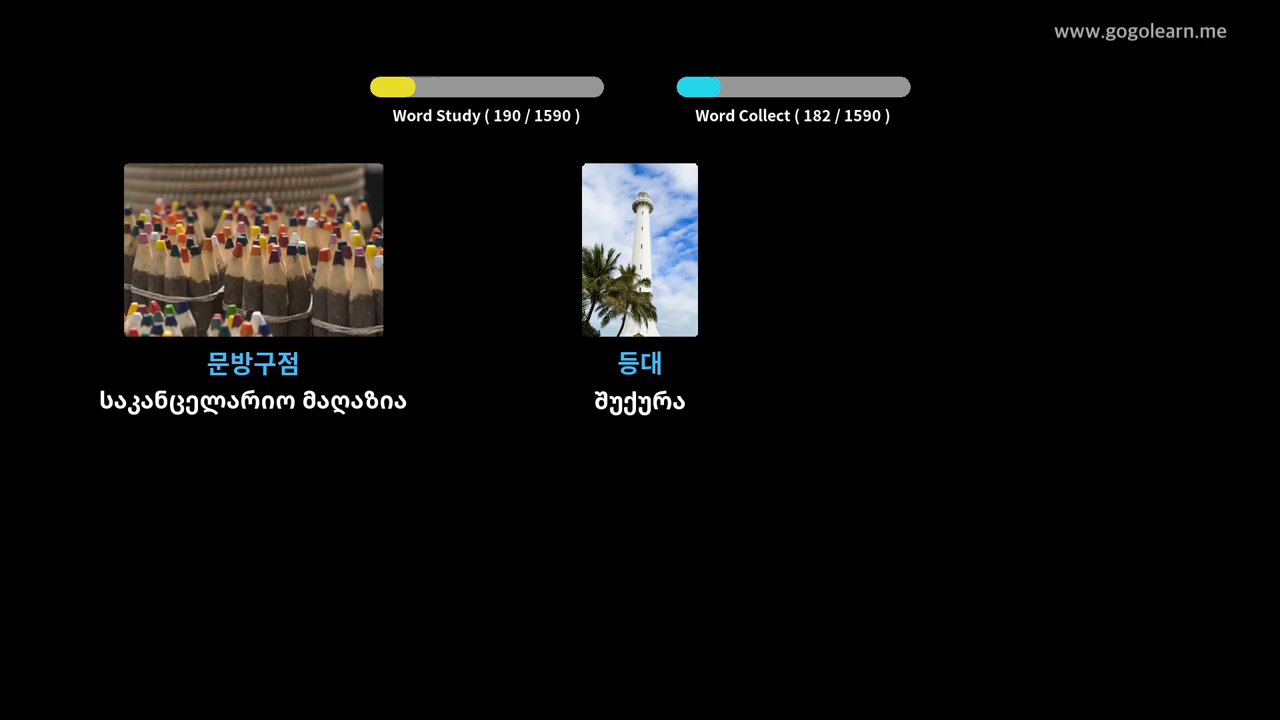 www.gogolearn.me
Word Study ( 190 / 1590 )
Word Collect ( 182 / 1590 )
문방구점
საკანცელარიო მაღაზია
등대
შუქურა